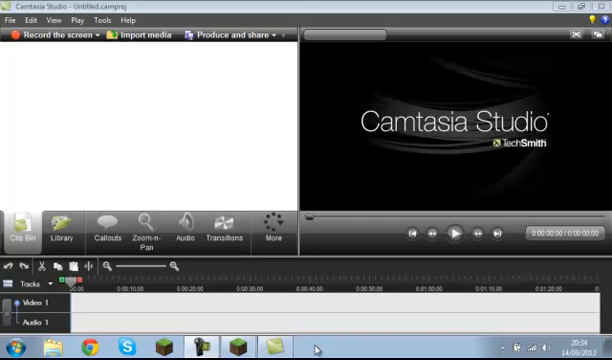 Camtasia Studio - Untitled.camproj
File Edit View Play Tools Help
Record the screen Import media Produce and share
Camtasia Studio
TechSmith
Clip Bin Library Callouts Zoom-n-Pan Audio Transitions More
0:00:00;00 / 0:00:00;00
Tracks
0:00:10;00 0:00:20;00 0:00:30;00 0:00:40;00 0:00:50;00 0:01:00;00 0:01:10;00 0:01:20;00
Video 1
Audio 1
20:34
14/09/2012